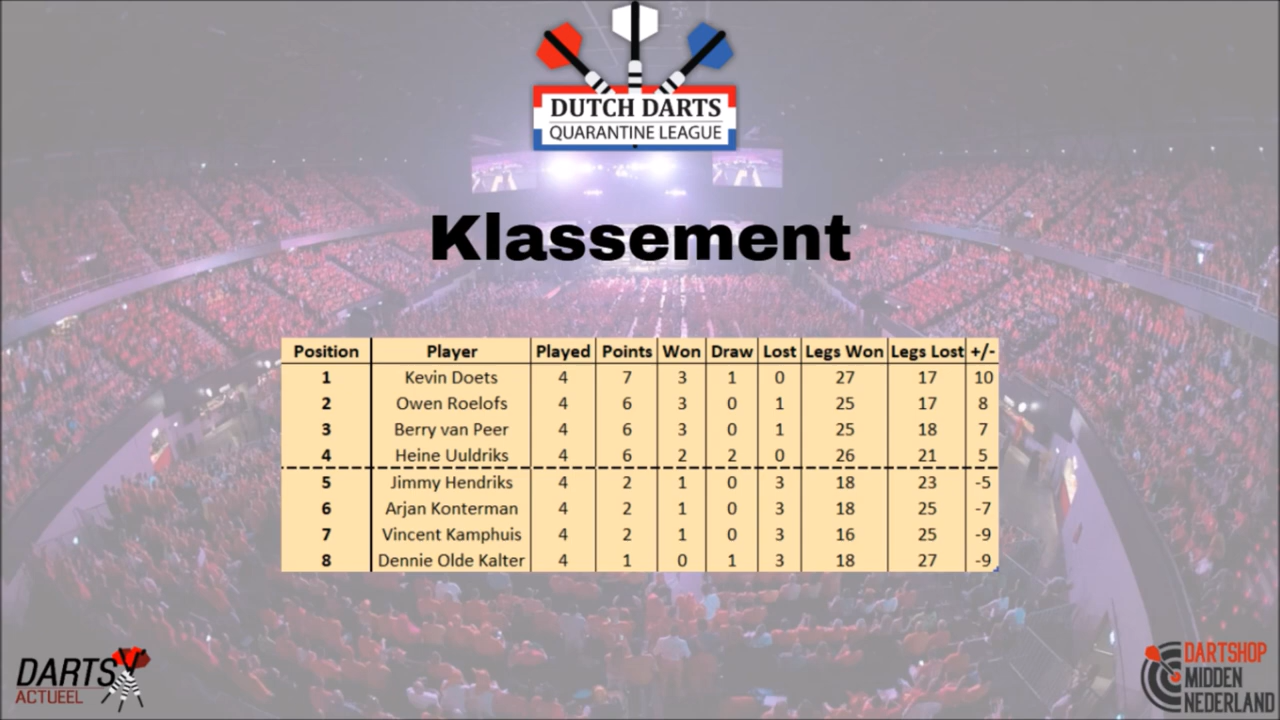 DUTCH DARTS
QUARANTINE LEAGUE
Klassement
Position Player Played Points Won Draw Lost Legs Won Legs Lost +/-
1 Kevin Doets 4 7 3 1 0 27 17 10
2 Owen Roelofs 4 6 3 0 1 25 17 8
3 Berry van Peer 4 6 3 0 1 25 18 7
4 Heine Uuldriks 4 6 2 2 0 26 21 5
5 Jimmy Hendriks 4 2 1 0 3 18 23 -5
6 Arjan Konterman 4 2 1 0 3 18 25 -7
7 Vincent Kamphuis 4 2 1 0 3 16 25 -9
8 Dennie Olde Kalter 4 1 0 1 3 18 27 -9
DARTS
ACTUEEL
DARTSHOP
MIDDEN
NEDERLAND